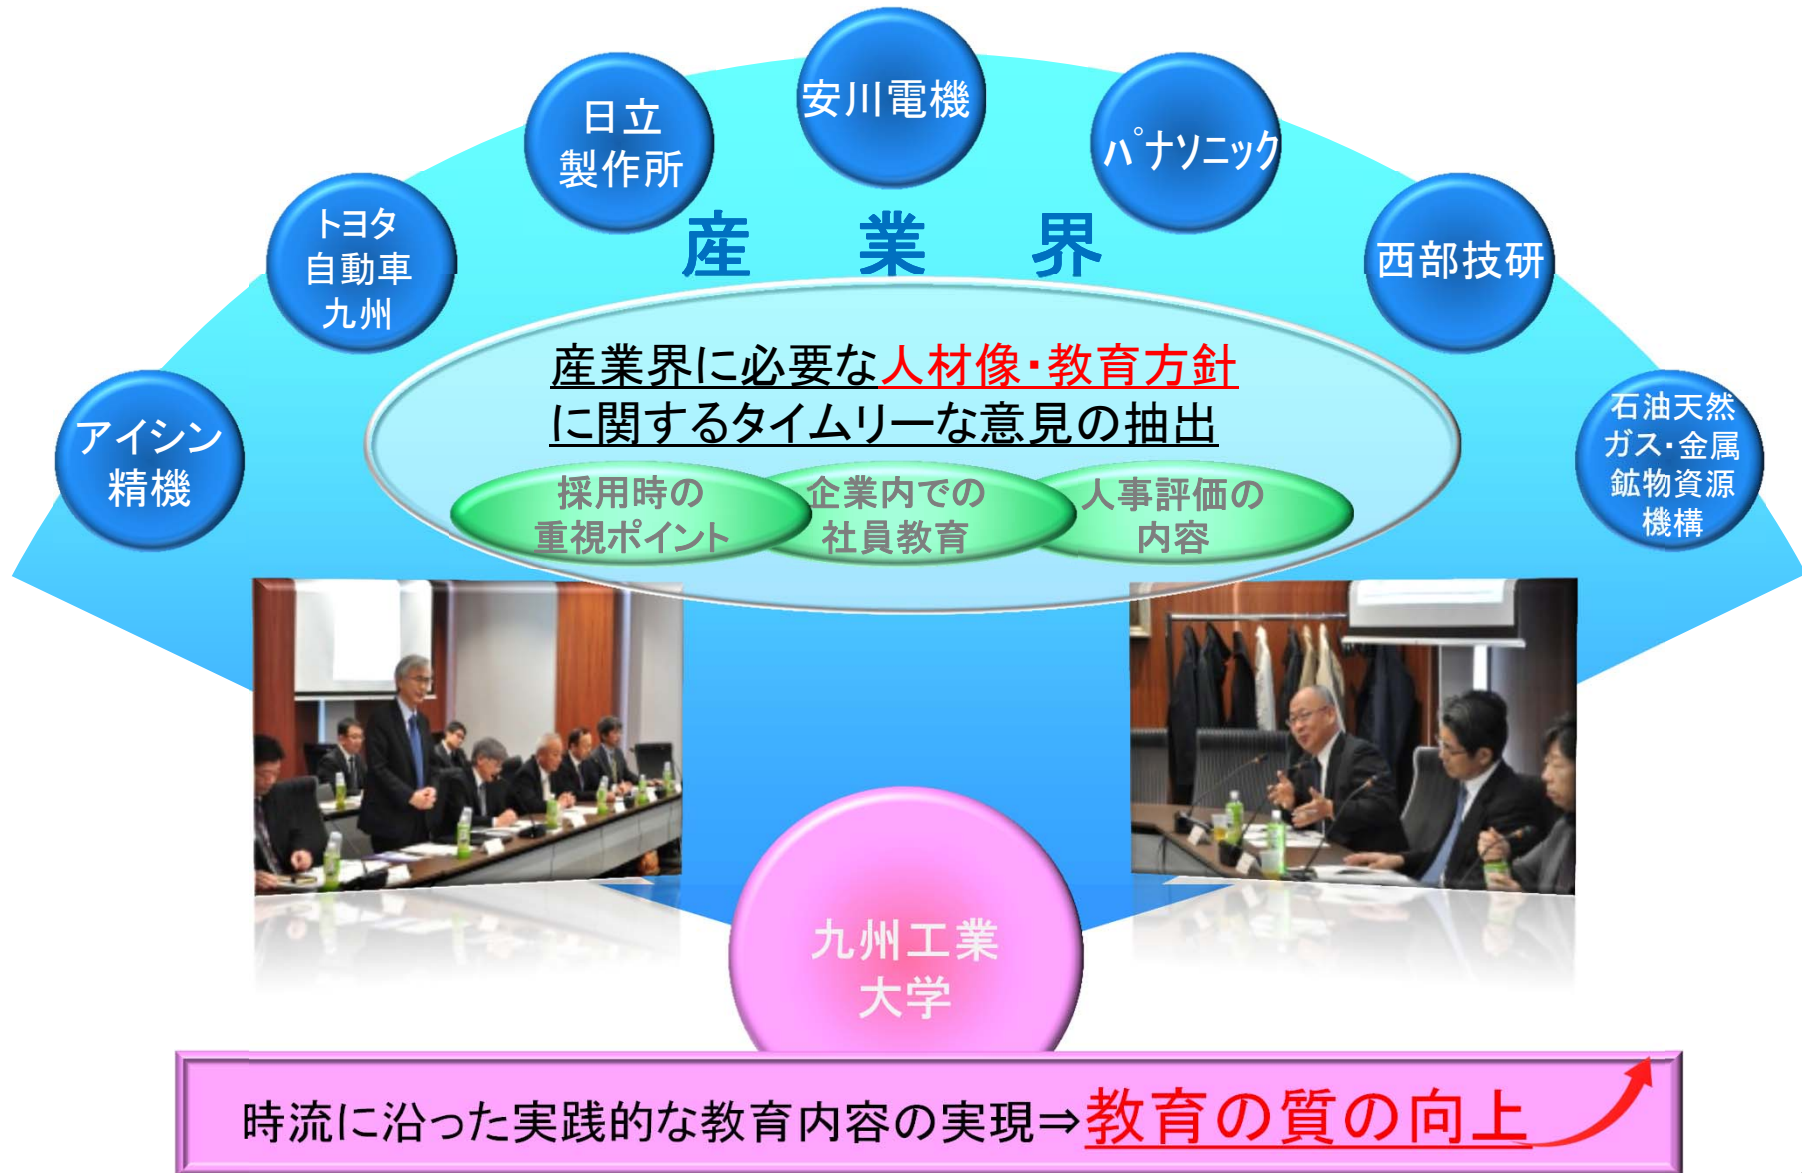 安川電機
日立
製作所
パナソニック
トヨタ
自動車
九州
産業界
西部技研
アイシン
精機
産業界に必要な人材像・教育方針
に関するタイムリーな意見の抽出
採用時の
重視ポイント
企業内での
社員教育
人事評価の
内容
石油天然
ガス・金属
鉱物資源
機構
九州工業
大学
時流に沿った実践的な教育内容の実現⇒教育の質の向上